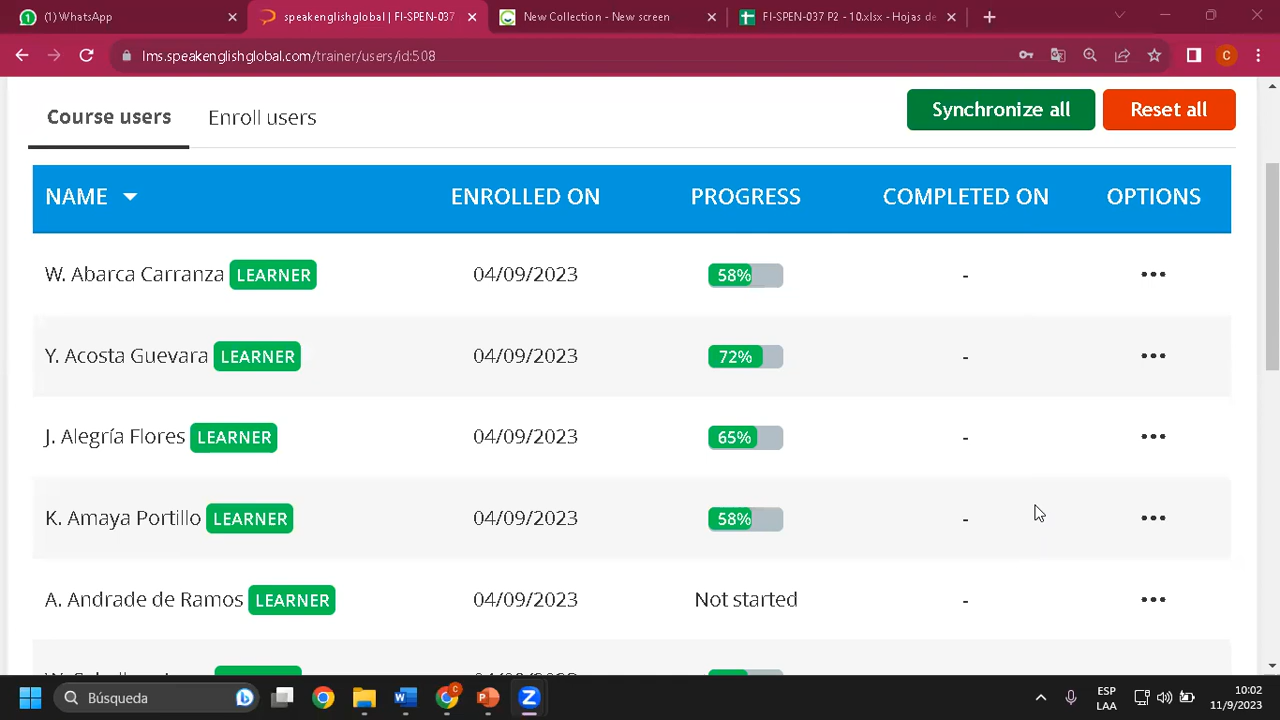 (1) WhatsApp
speakenglishglobal | FI-SPEN-037
New Collection - New screen
FI-SPEN-037 P2 - 10.xlsx - Hojas de
lms.speakenglishglobal.com/trainer/users/id:508
C
Course users
Enroll users
Synchronize all
Reset all
NAME ENROLLED ON PROGRESS COMPLETED ON OPTIONS
W. Abarca Carranza LEARNER 04/09/2023 58% - •••
Y. Acosta Guevara LEARNER 04/09/2023 72% - •••
J. Alegría Flores LEARNER 04/09/2023 65% - •••
K. Amaya Portillo LEARNER 04/09/2023 58% - •••
A. Andrade de Ramos LEARNER 04/09/2023 Not started - •••
Búsqueda
ESP
LAA
10:02
11/9/2023